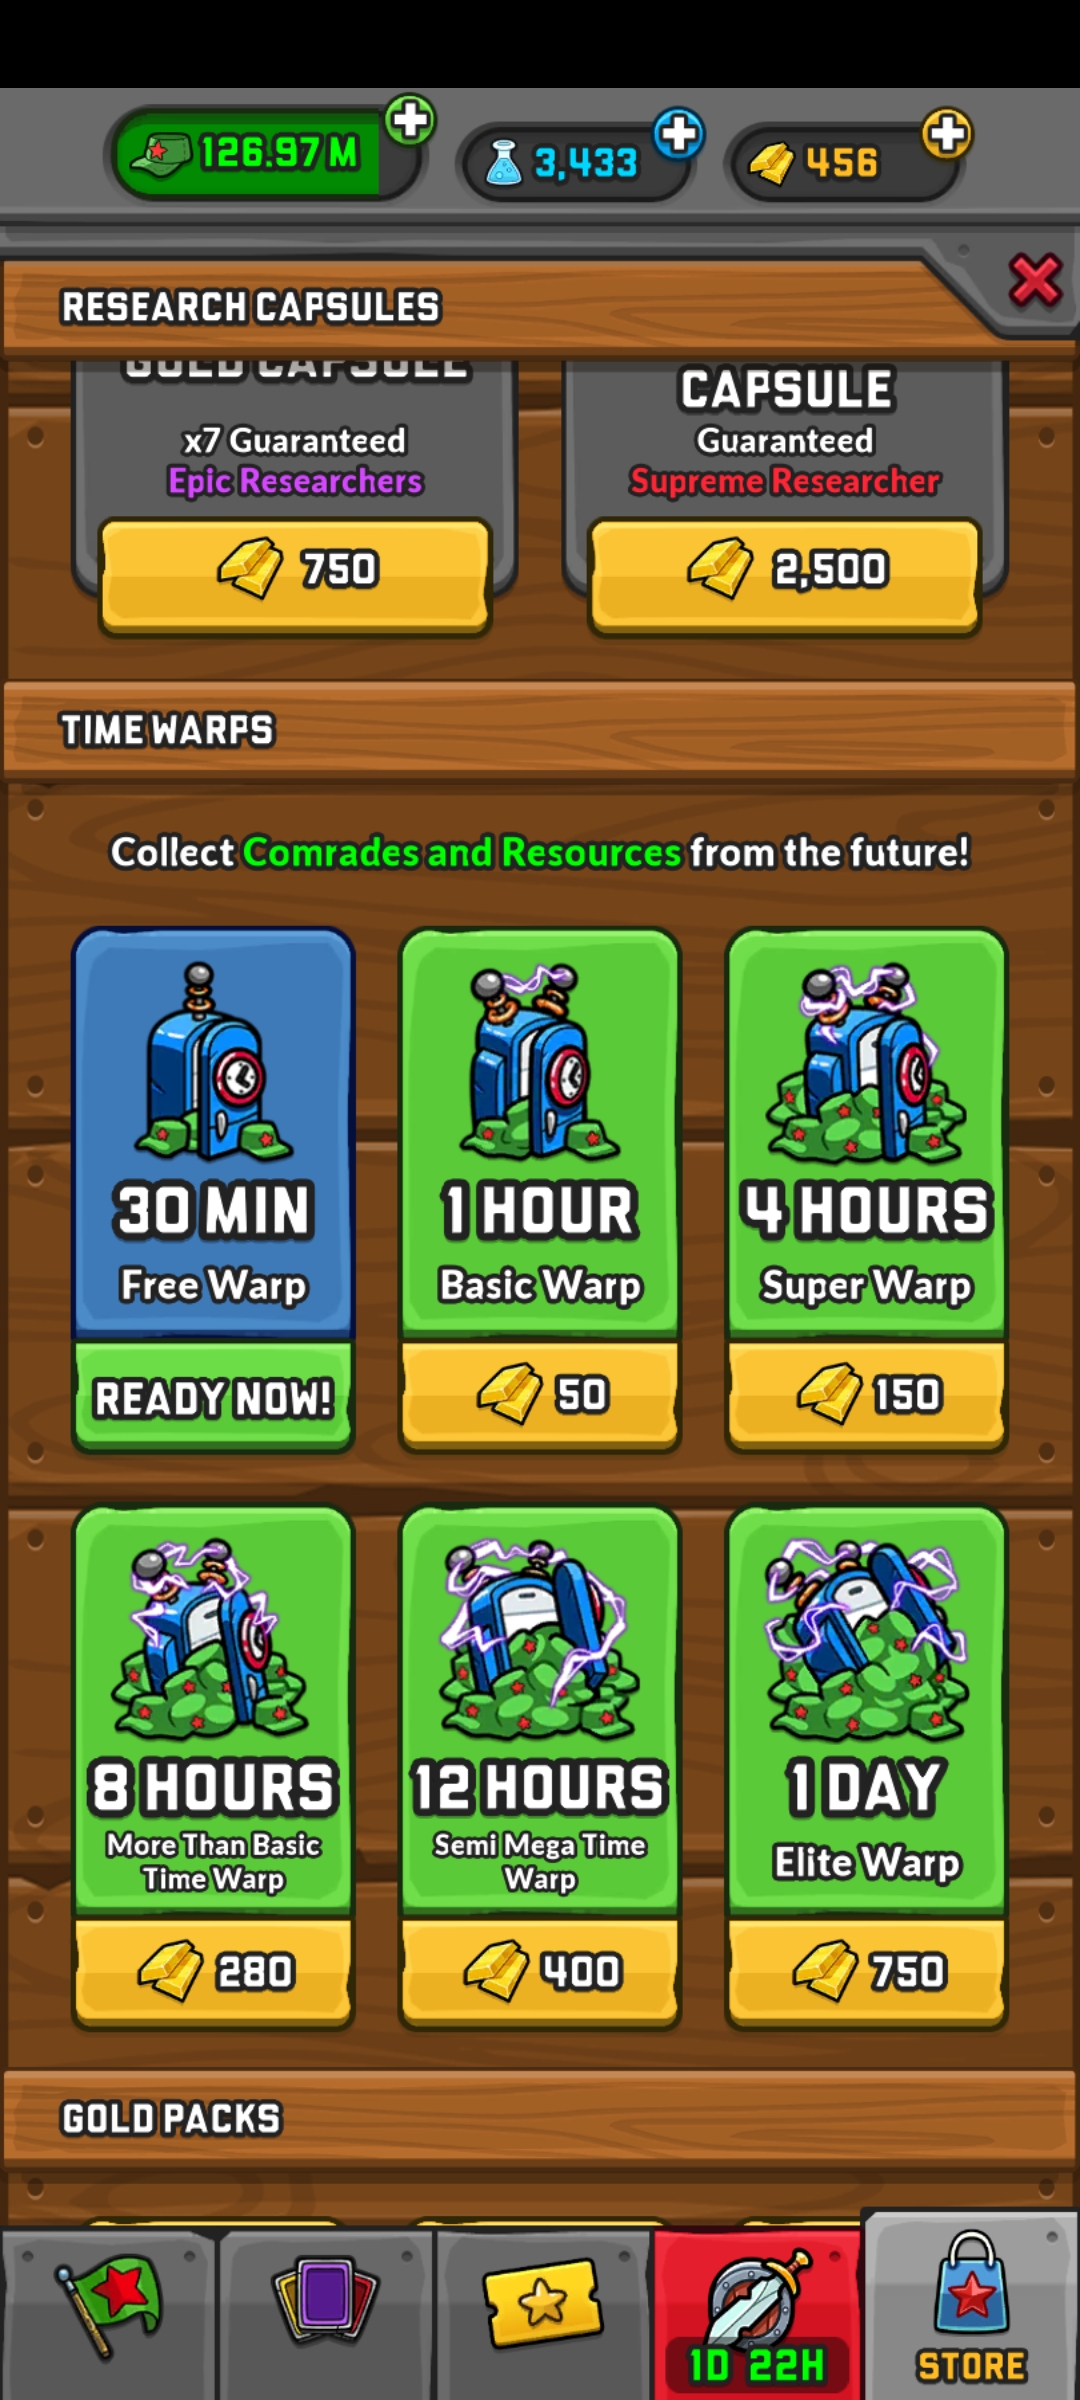 126.97M
3,433
456
RESEARCH CAPSULES
GOLD CAPSULE
CAPSULE
x7 Guaranteed
Epic Researchers
Guaranteed
Supreme Researcher
750
2,500
TIME WARPS
Collect Comrades and Resources from the future!
30 MIN
Free Warp
READY NOW!
1 HOUR
Basic Warp
50
4 HOURS
Super Warp
150
8 HOURS
More Than Basic
Time Warp
280
12 HOURS
Semi Mega Time
Warp
400
1 DAY
Elite Warp
750
GOLD PACKS
1D 22H
STORE